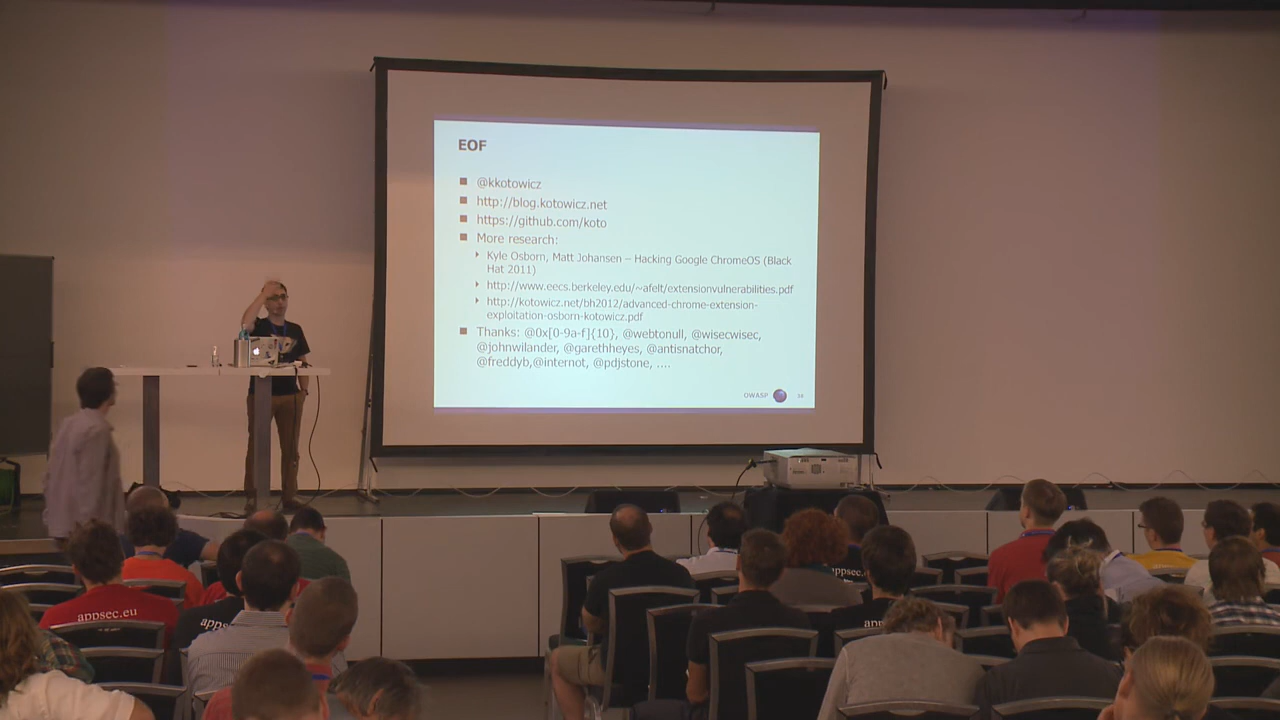 EOF
@kkotowicz
http://blog.kotowicz.net
https://github.com/koto
More research:
Kyle Osborn, Matt Johansen – Hacking Google ChromeOS (Black
Hat 2011)
http://www.eecs.berkeley.edu/~afelt/extensionvulnerabilities.pdf
http://kotowicz.net/bh2012/advanced-chrome-extension-
exploitation-osborn-kotowicz.pdf
Thanks: @0x[0-9a-f]{10}, @webtonull, @wisecwisec,
@johnwilander, @garethheyes, @antisnatchor,
@freddyb,@internot, @pdjstone, ....
OWASP
appsec.eu